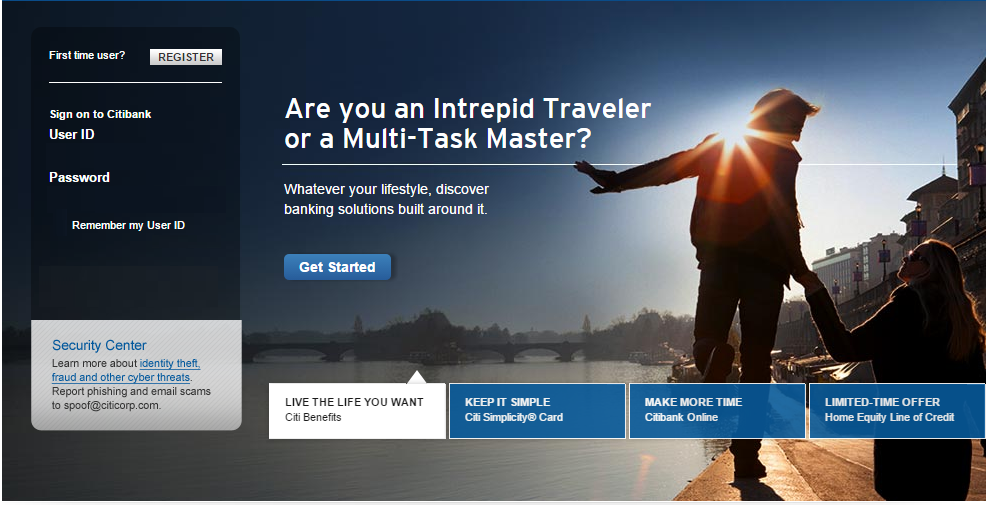 First time user?
REGISTER
Sign on to Citibank
User ID
Password
Remember my User ID
Security Center
Learn more about identity theft,
fraud and other cyber threats.
Report phishing and email scams
to spoof@citicorp.com.
Are you an Intrepid Traveler
or a Multi-Task Master?
Whatever your lifestyle, discover
banking solutions built around it.
Get Started
LIVE THE LIFE YOU WANT
Citi Benefits
KEEP IT SIMPLE
Citi Simplicity® Card
MAKE MORE TIME
Citibank Online
LIMITED-TIME OFFER
Home Equity Line of Credit